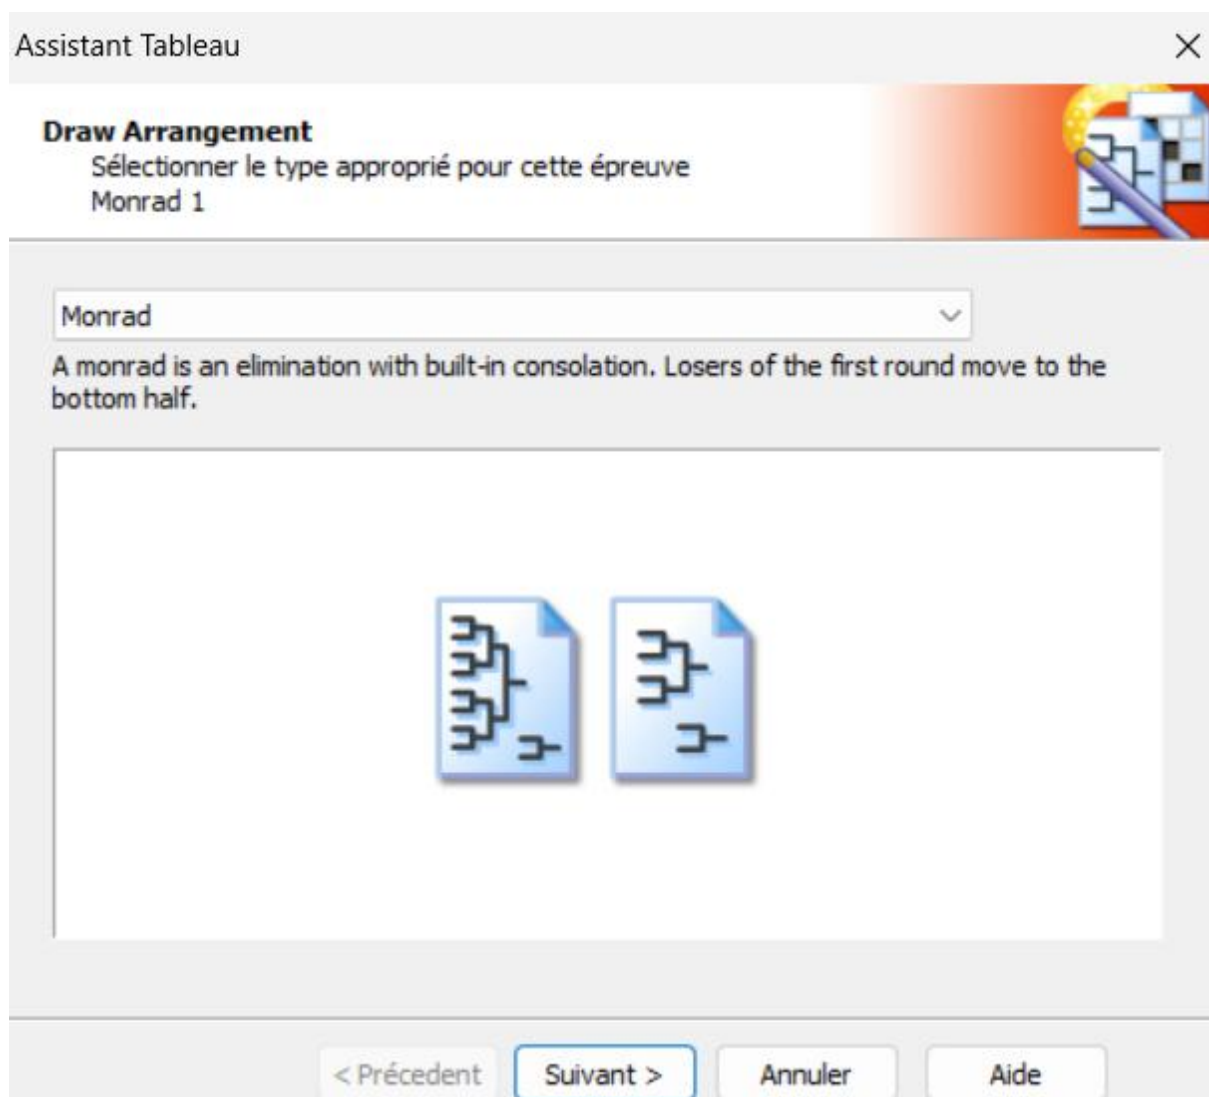 Assistant Tableau
Draw Arrangement
Sélectionner le type approprié pour cette épreuve
Monrad 1
Monrad
A monrad is an elimination with built-in consolation. Losers of the first round move to the
bottom half.
< Précedent Suivant > Annuler Aide